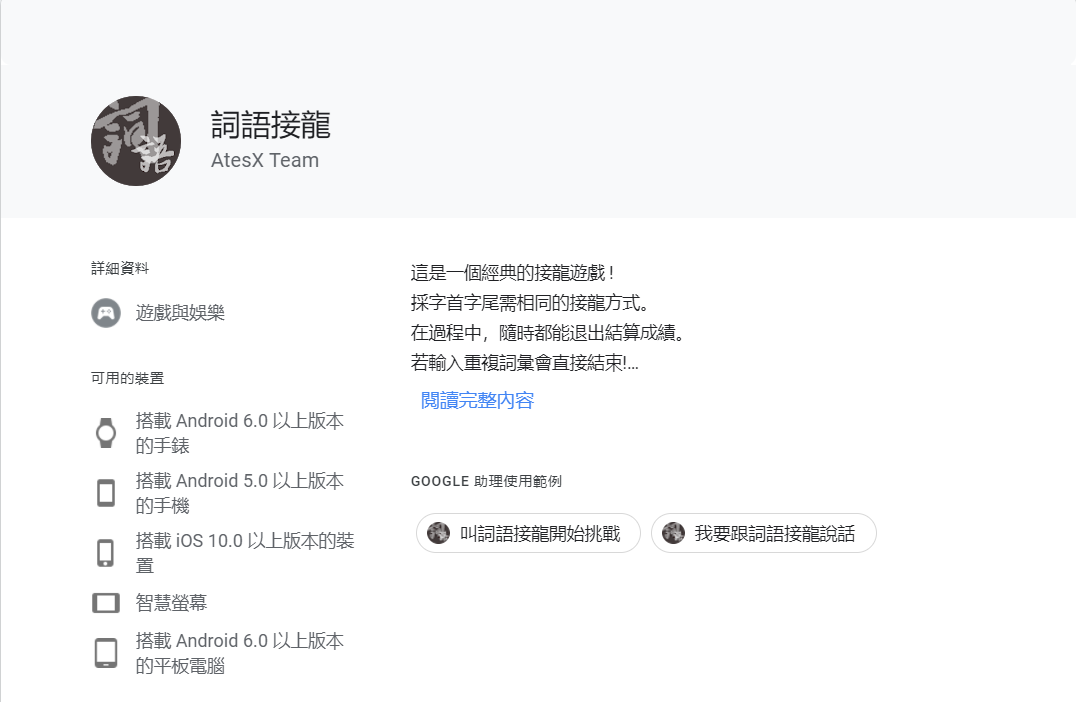 詞語
詞語接龍
AtesX Team
詳細資料
遊戲與娛樂
可用的裝置
搭載 Android 6.0 以上版本
的手錶
搭載 Android 5.0 以上版本
的手機
搭載 iOS 10.0 以上版本的裝
置
智慧螢幕
搭載 Android 6.0 以上版本
的平板電腦
這是一個經典的接龍遊戲 !
採字首字尾需相同的接龍方式。
在過程中，隨時都能退出結算成績。
若輸入重複詞彙會直接結束!...
閱讀完整內容
GOOGLE 助理使用範例
叫詞語接龍開始挑戰
我要跟詞語接龍說話